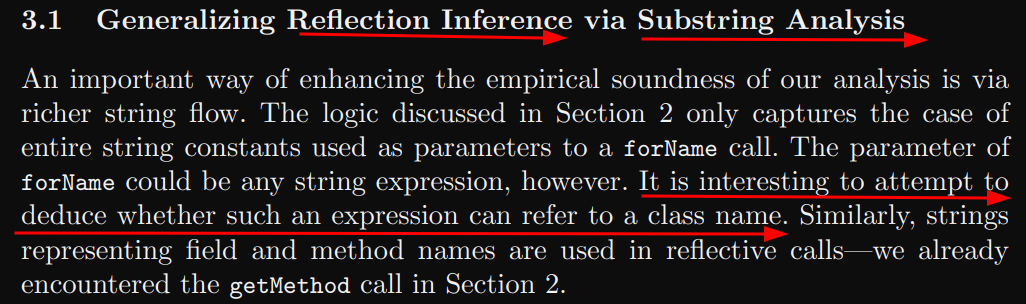 3.1 Generalizing Reflection Inference via Substring Analysis
An important way of enhancing the empirical soundness of our analysis is via
richer string flow. The logic discussed in Section 2 only captures the case of
entire string constants used as parameters to a forName call. The parameter of
forName could be any string expression, however. It is interesting to attempt to
deduce whether such an expression can refer to a class name. Similarly, strings
representing field and method names are used in reflective calls—we already
encountered the getMethod call in Section 2.